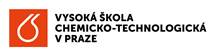 VYSOKÁ ŠKOLA
CHEMICKO-TECHNOLOGICKÁ
V PRAZE